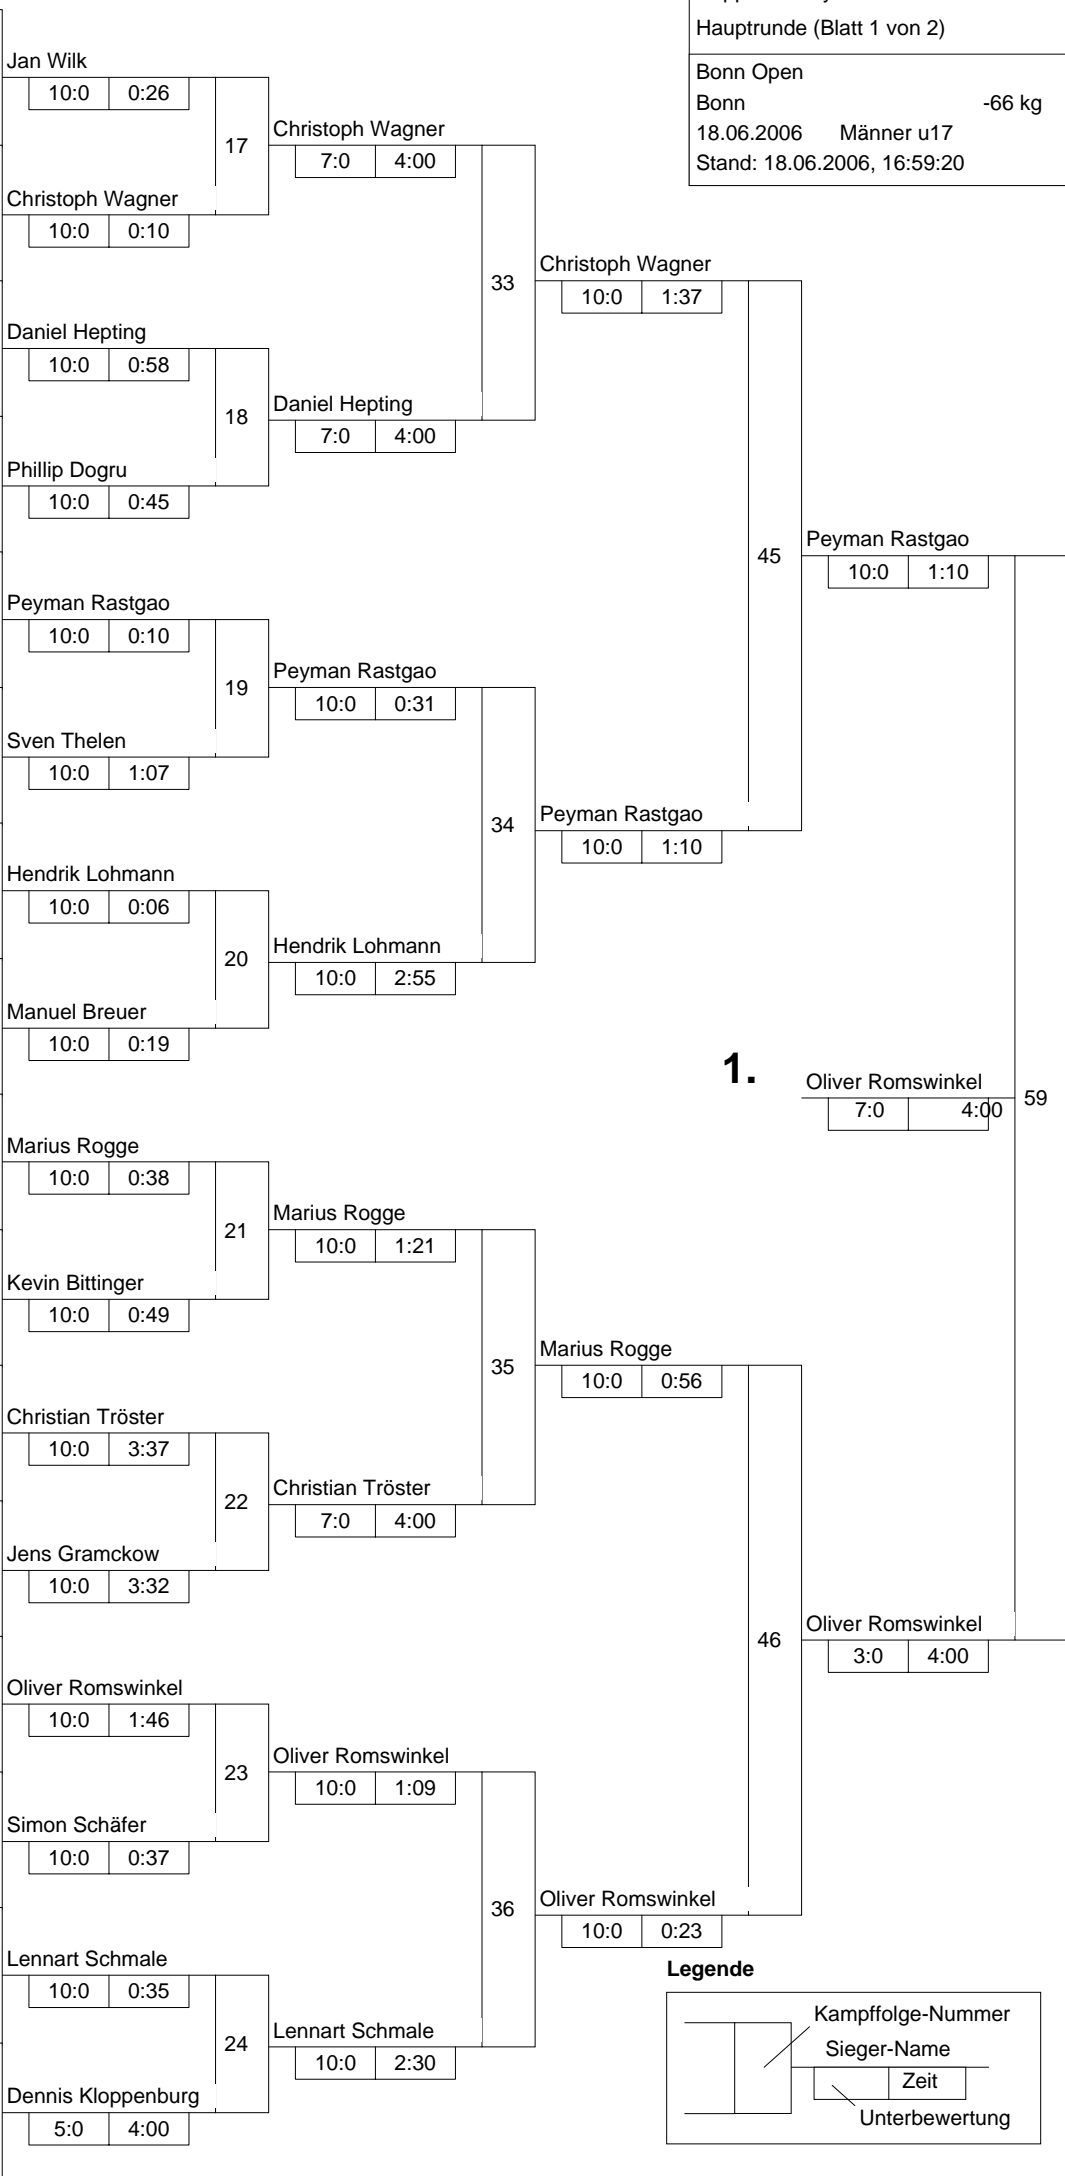 Hauptrunde (Blatt 1 von 2)
Bonn Open
Bonn -66 kg
18.06.2006 Männer u17
Stand: 18.06.2006, 16:59:20
Jan Wilk
10:0 0:26
17
Christoph Wagner
10:0 0:10
Daniel Hepting
10:0 0:58
18
Phillip Dogru
10:0 0:45
Peyman Rastgao
10:0 0:10
19
Sven Thelen
10:0 1:07
Hendrik Lohmann
10:0 0:06
20
Manuel Breuer
10:0 0:19
Marius Rogge
10:0 0:38
21
Kevin Bittinger
10:0 0:49
Christian Tröster
10:0 3:37
22
Jens Gramckow
10:0 3:32
Oliver Romswinkel
10:0 1:46
23
Simon Schäfer
10:0 0:37
Lennart Schmale
10:0 0:35
24
Dennis Kloppenburg
5:0 4:00
Christoph Wagner
7:0 4:00
33
Daniel Hepting
7:0 4:00
Peyman Rastgao
10:0 0:31
34
Hendrik Lohmann
10:0 2:55
Marius Rogge
10:0 1:21
35
Christian Tröster
7:0 4:00
Oliver Romswinkel
10:0 1:09
36
Lennart Schmale
10:0 2:30
Christoph Wagner
10:0 1:37
45
Peyman Rastgao
10:0 1:10
Marius Rogge
10:0 0:56
46
Oliver Romswinkel
10:0 0:23
Peyman Rastgao
10:0 1:10
1. Oliver Romswinkel
7:0 4:00
59
Oliver Romswinkel
3:0 4:00
Legende
Kampffolge-Nummer
Sieger-Name
Zeit
Unterbewertung